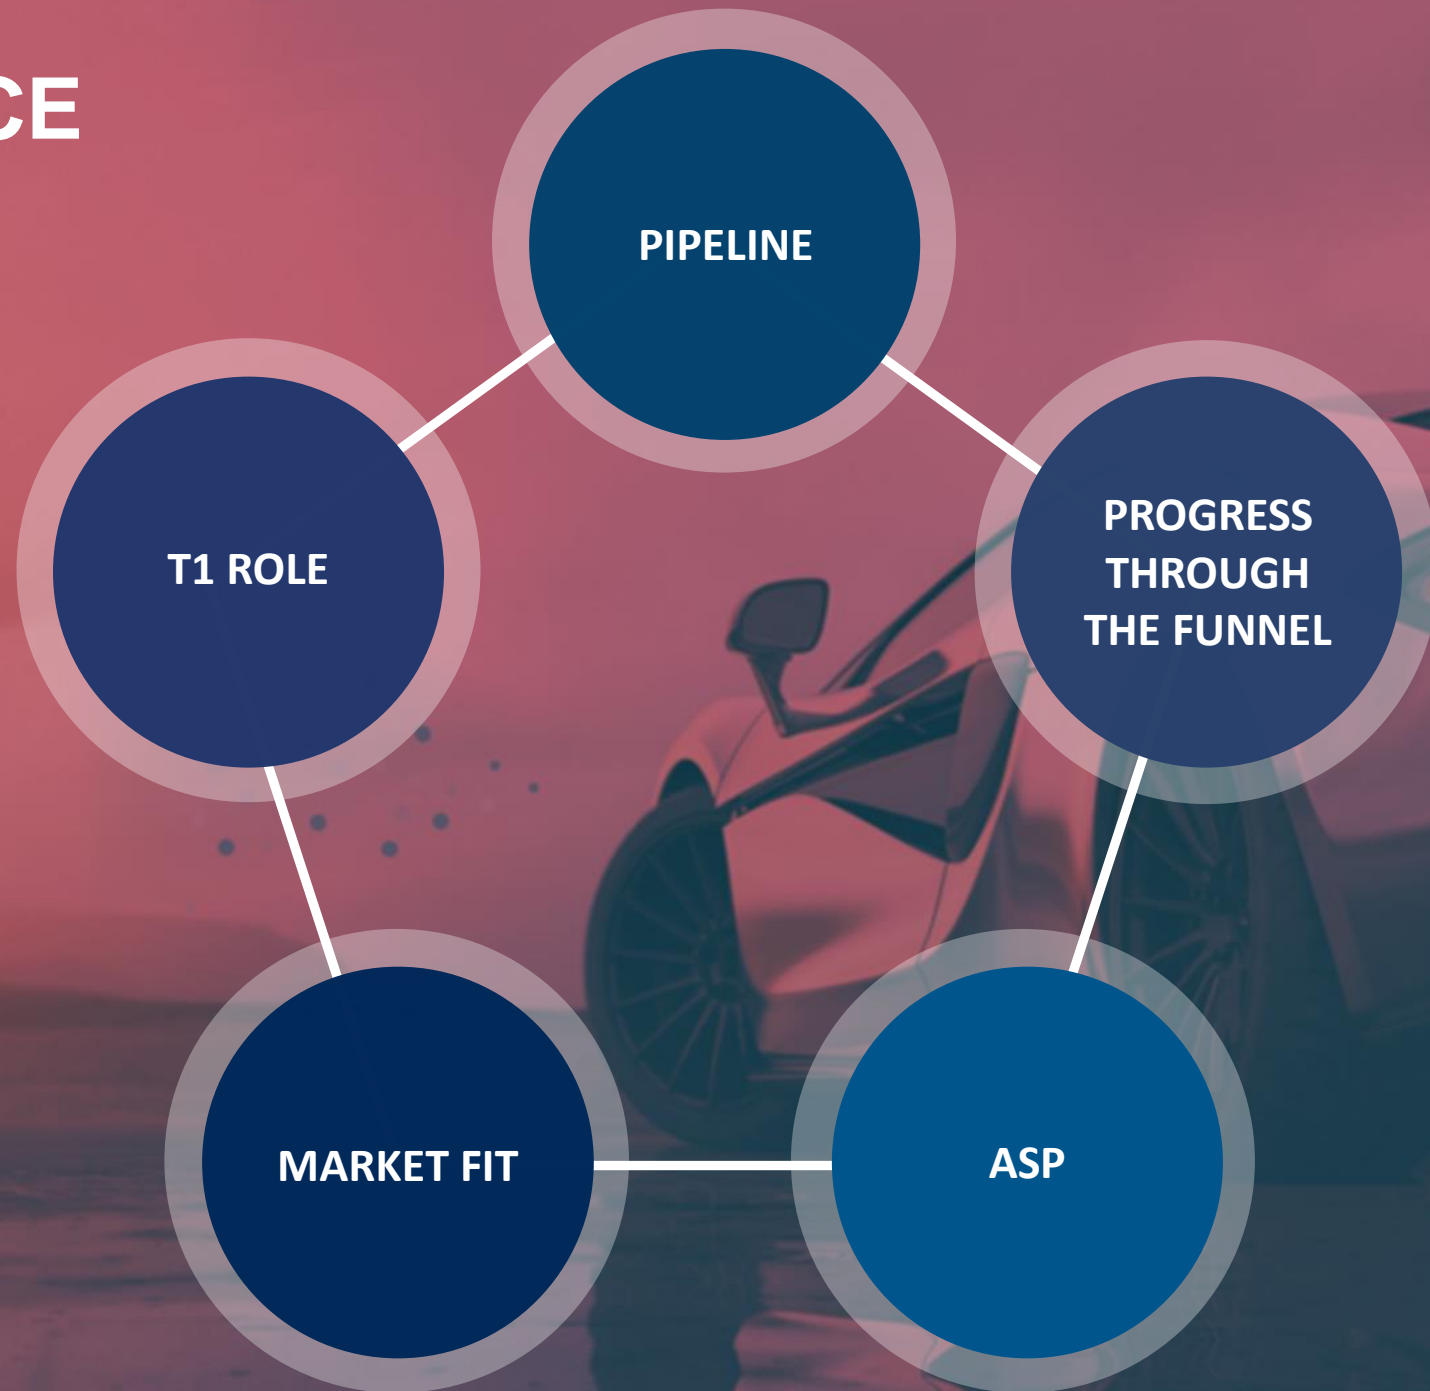 CE
PIPELINE
T1 ROLE
PROGRESS
THROUGH
THE FUNNEL
MARKET FIT
ASP